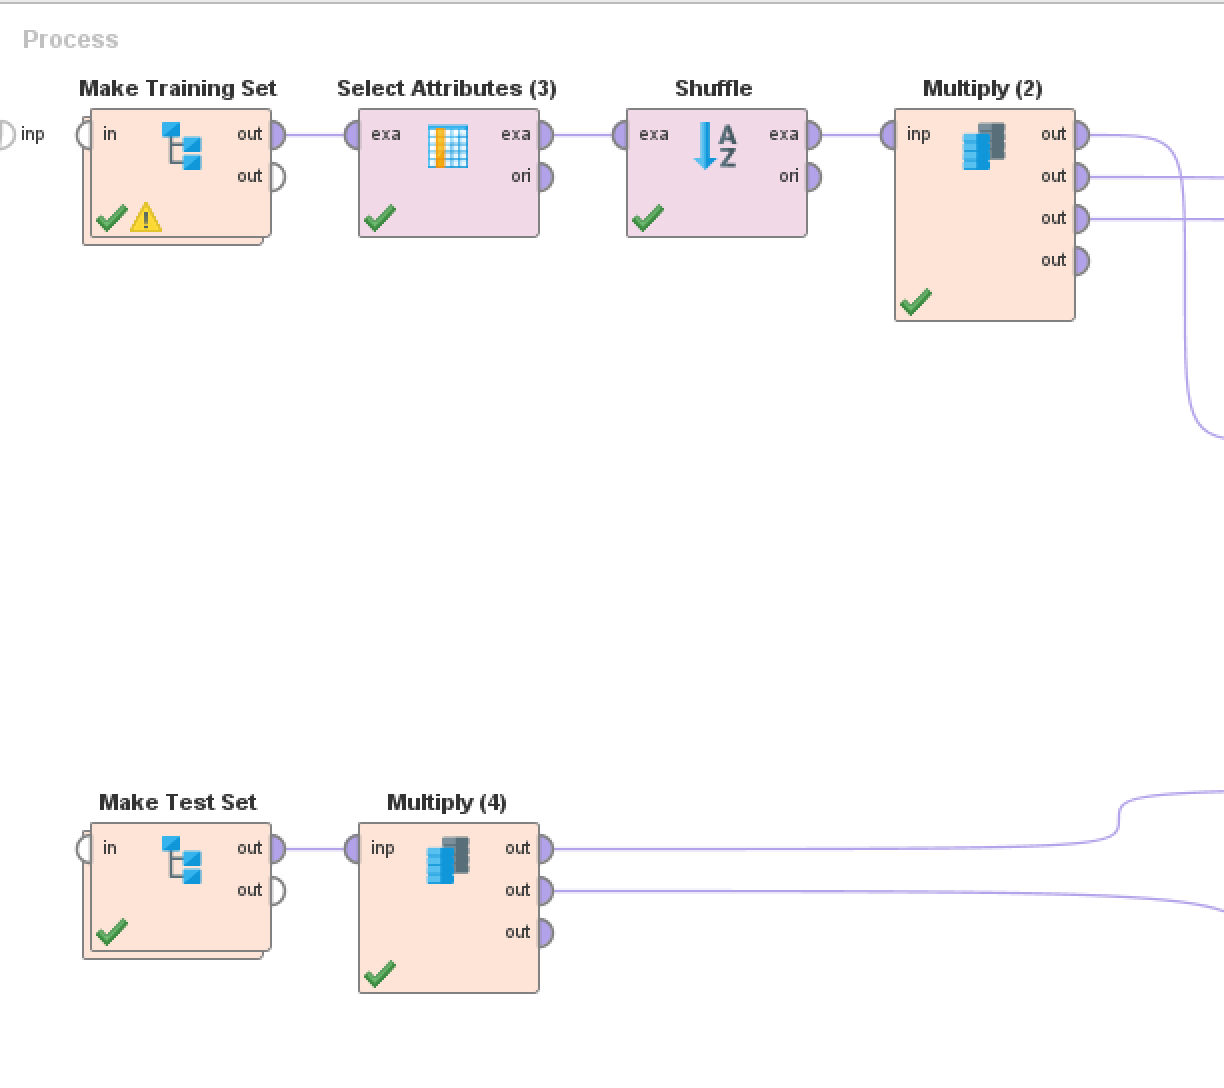 Process
Make Training Set
Select Attributes (3)
Shuffle
Multiply (2)
inp
in
out
out
exa
exa
ori
exa
A
Z
exa
ori
inp
out
out
out
out
Make Test Set
Multiply (4)
in
out
out
inp
out
out
out